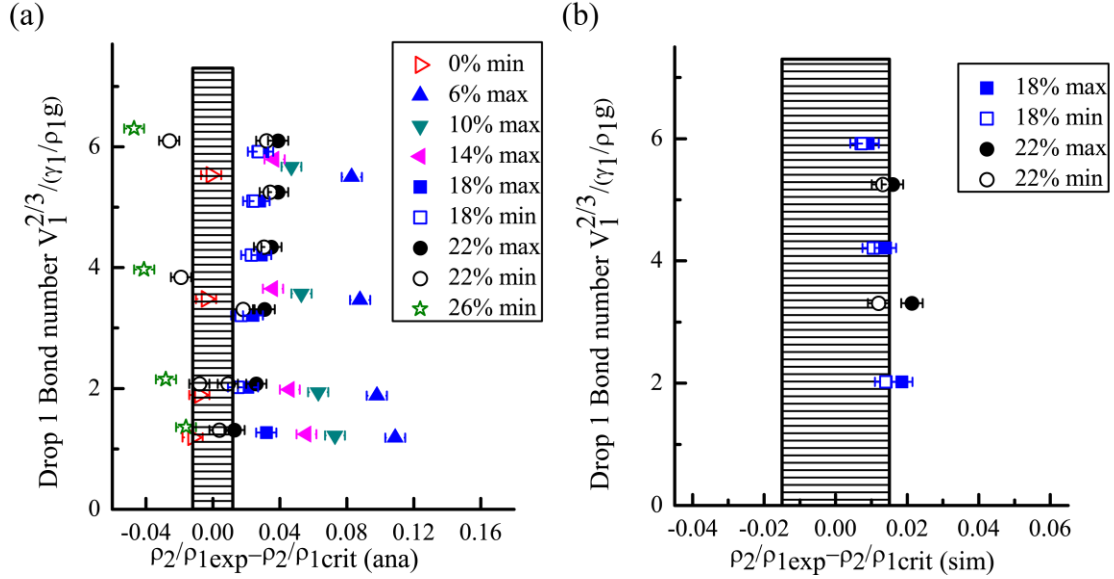 (a)
Drop 1 Bond number V₁^2/3/(γ₁/ρ₁g)
6
4
2
0
-0.04
0.00
0.04
0.08
0.12
0.16
ρ₂/ρ₁exp−ρ₂/ρ₁crit (ana)
0% min
6% max
10% max
14% max
18% max
18% min
22% max
22% min
26% min
(b)
Drop 1 Bond number V₁^2/3/(γ₁/ρ₁g)
6
4
2
0
-0.04
-0.02
0.00
0.02
0.04
0.06
ρ₂/ρ₁exp−ρ₂/ρ₁crit (sim)
18% max
18% min
22% max
22% min